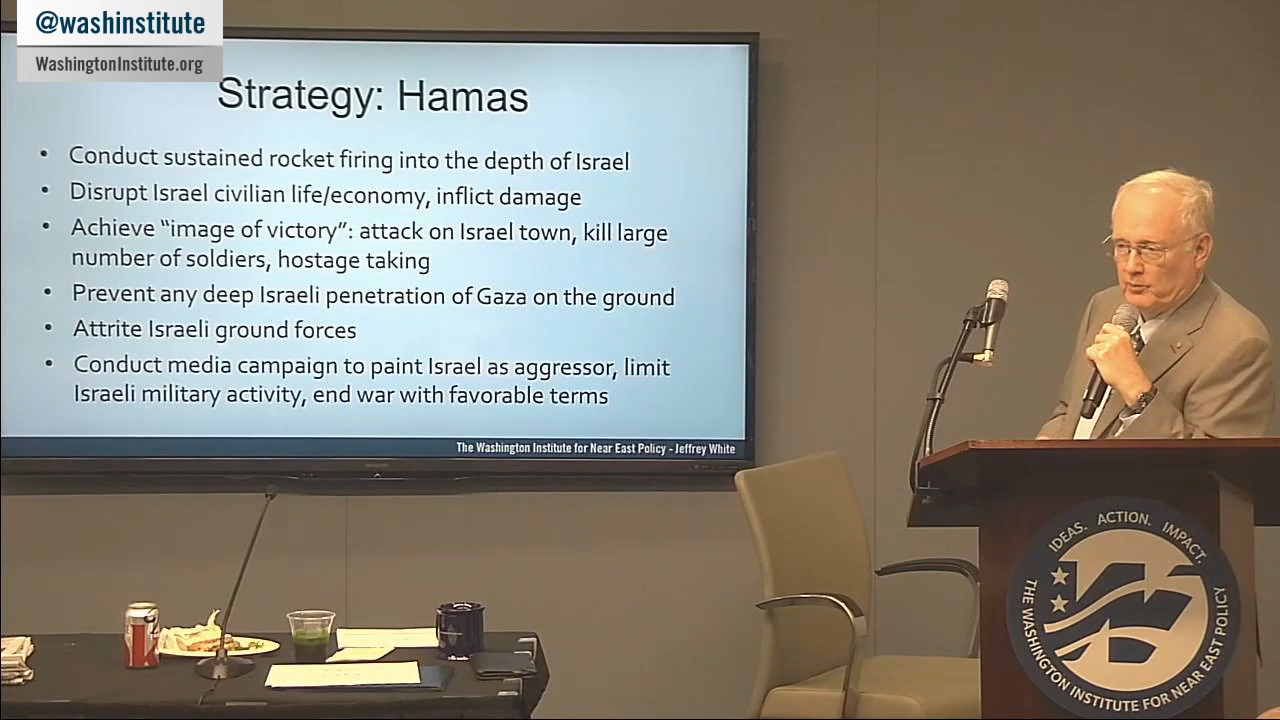 @washinstitute
WashingtonInstitute.org
Strategy: Hamas
• Conduct sustained rocket firing into the depth of Israel
• Disrupt Israel civilian life/economy, inflict damage
• Achieve “image of victory”: attack on Israel town, kill large
number of soldiers, hostage taking
• Prevent any deep Israeli penetration of Gaza on the ground
• Attrite Israeli ground forces
• Conduct media campaign to paint Israel as aggressor, limit
Israeli military activity, end war with favorable terms
The Washington Institute for Near East Policy - Jeffrey White
IDEAS. ACTION. IMPACT.
THE WASHINGTON INSTITUTE FOR NEAR EAST POLICY